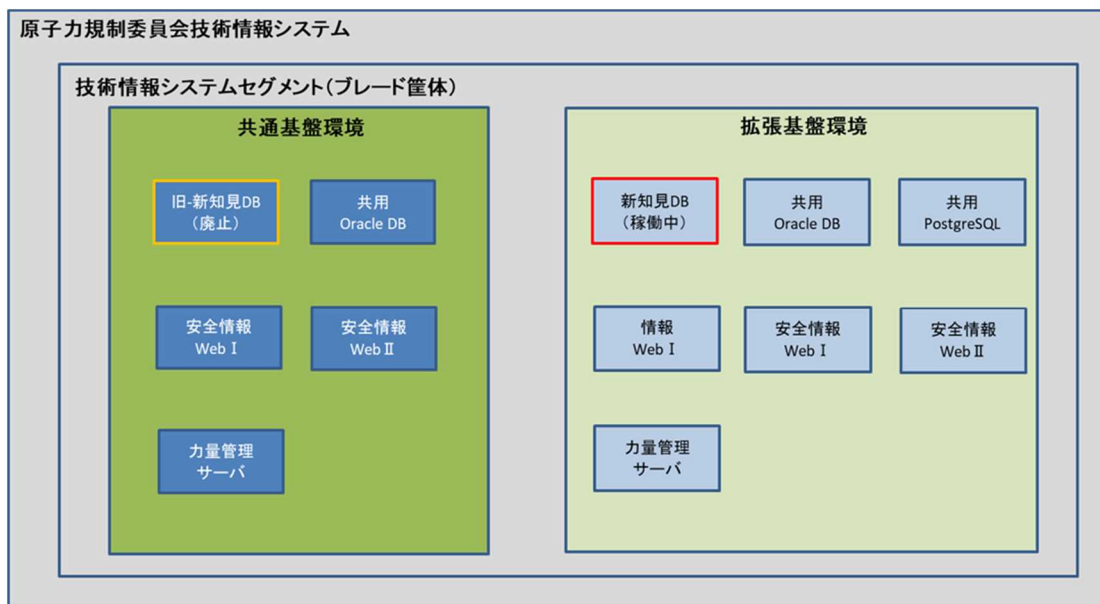 原子力規制委員会技術情報システム
技術情報システムセグメント(ブレード筐体)
共通基盤環境
旧-新知見DB
(廃止)
共用
Oracle DB
安全情報
Web Ⅰ
安全情報
Web Ⅱ
力量管理
サーバ
拡張基盤環境
新知見DB
(稼働中)
共用
Oracle DB
共用
PostgreSQL
情報
Web Ⅰ
安全情報
Web Ⅰ
安全情報
Web Ⅱ
力量管理
サーバ